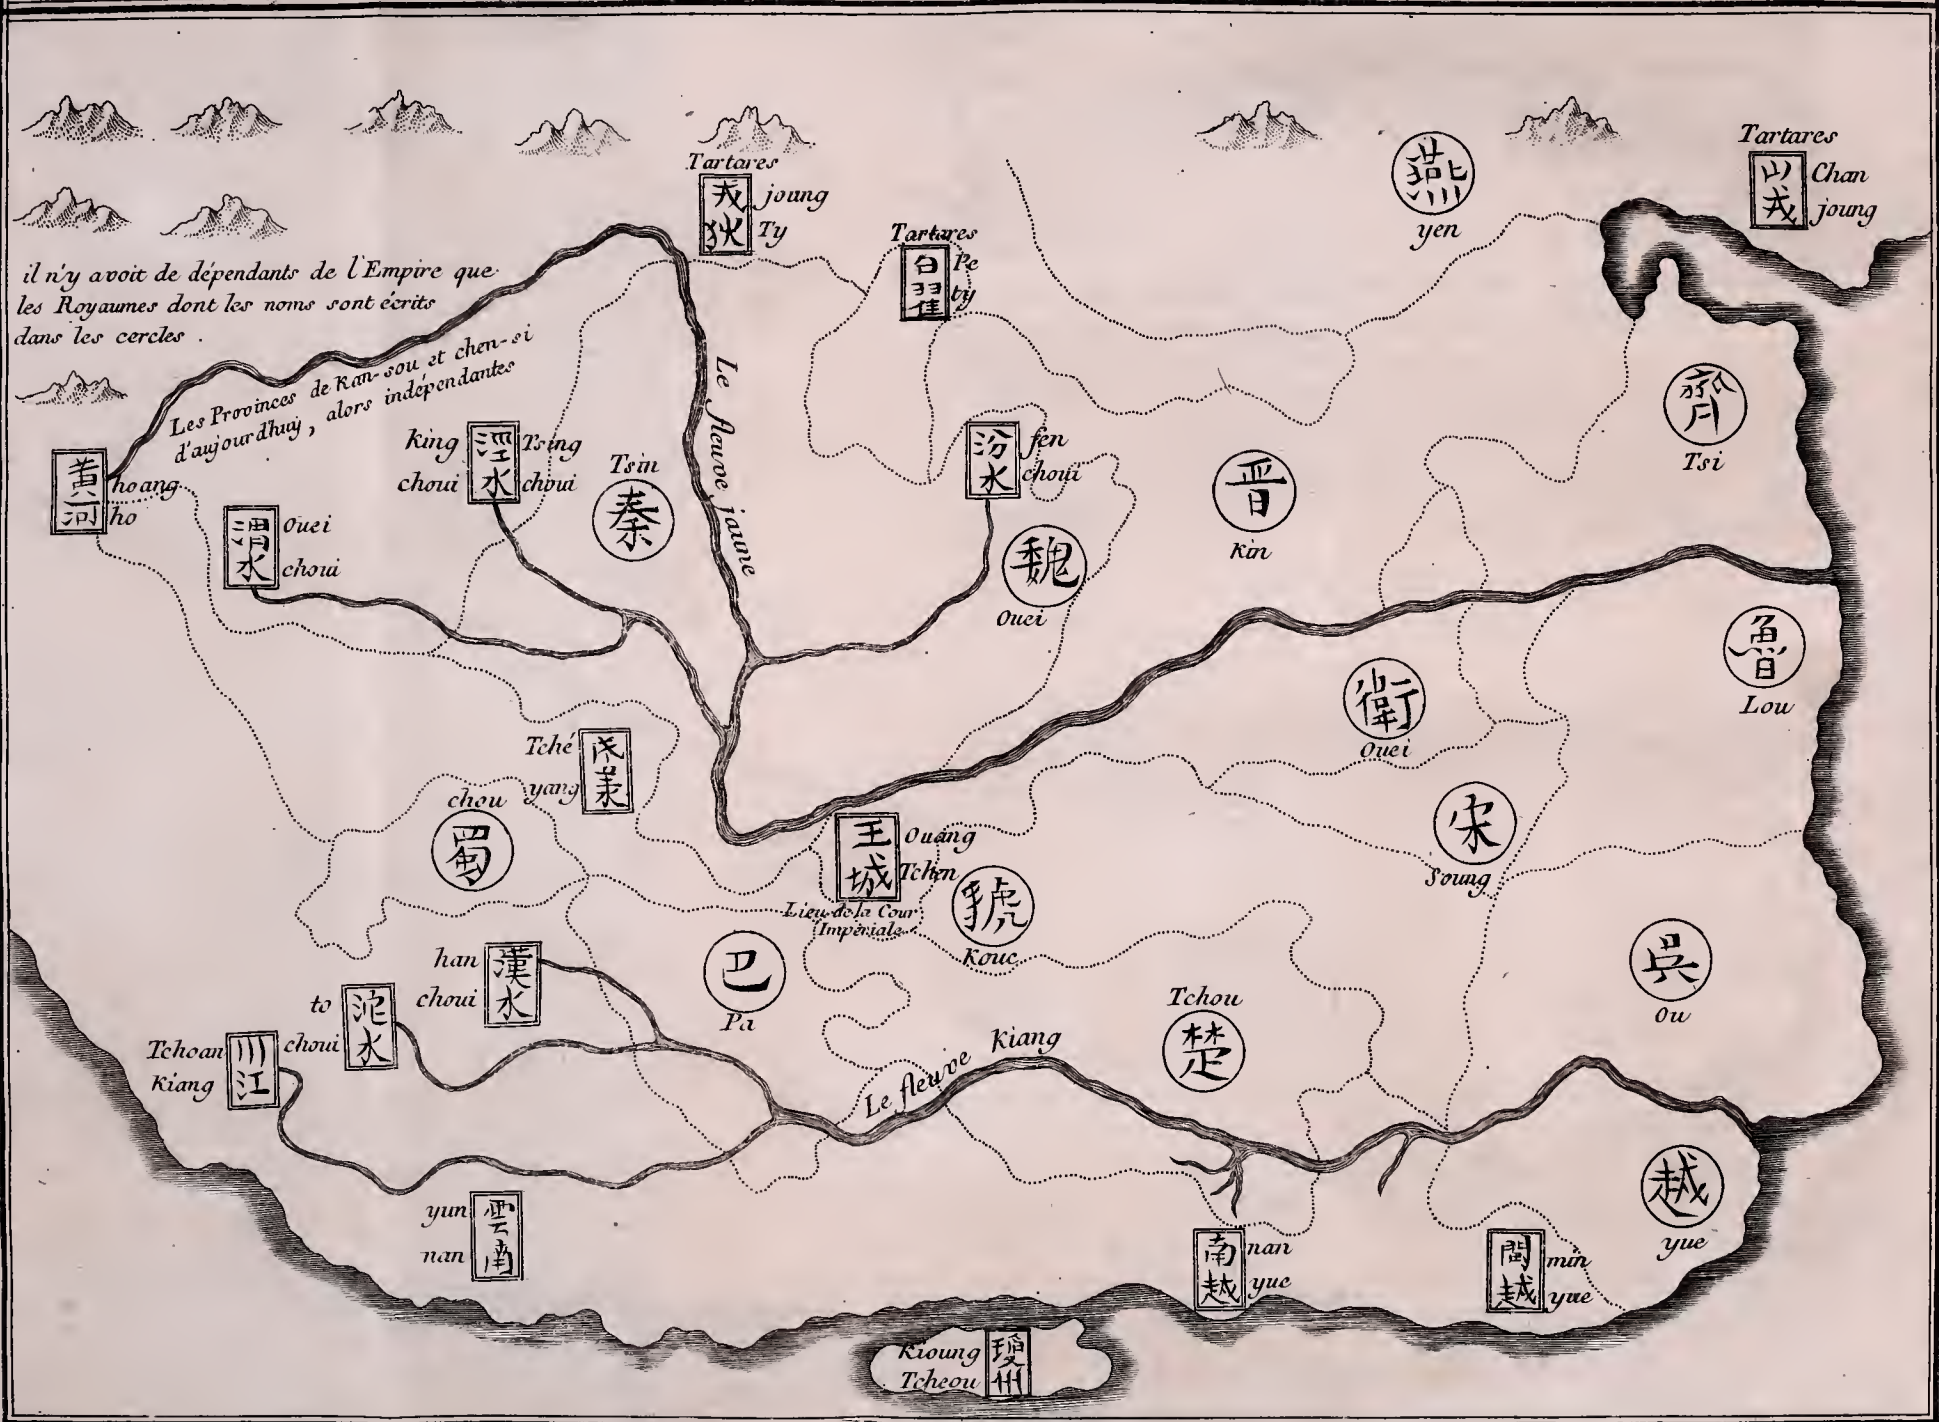 Tartares
戎狄
joung
Ty
Tartares
白翟
Pe
ty
燕
yen
Tartares
山戎
Chan
joung
il n'y avoit de dépendants de l'Empire que
les Royaumes dont les noms sont écrits
dans les cercles .
Les Provinces de Kan-sou et chen-si
d'aujourd'huy, alors indépendantes
黄河
hoang
ho
渭水
Ouei
choui
king
choui
涇水
Tsing
choui
Tsin
秦
Le fleuve jaune
汾水
fen
choui
魏
Ouei
晋
Kin
齊
Tsi
魯
Lou
衛
Ouei
宋
Soung
Tché
yang
chou
蜀
王城
Ouang
Tchen
Lieu de la Cour
Impériale
虢
Koue
巴
Pa
han
choui
漢水
to
choui
沱水
Tchoan
Kiang
川江
Le fleuve Kiang
Tchou
楚
吳
Ou
越
yue
yun
nan
雲南
南越
nan
yue
閩越
min
yue
Kioung
Tcheou
瓊州